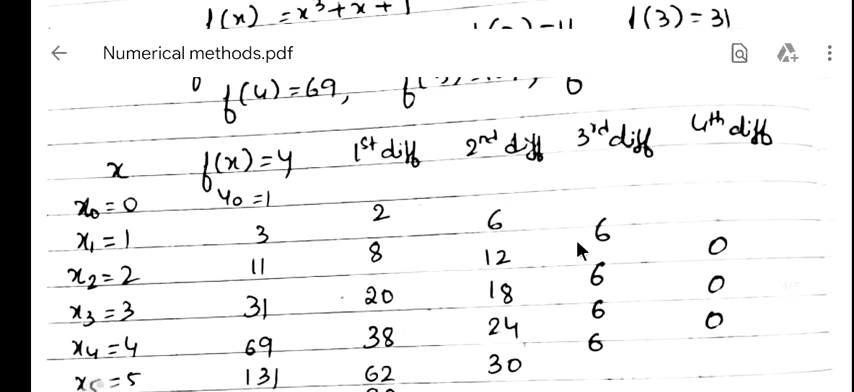 f(x) = x³ + x + 1
f(3) = 31
Numerical methods.pdf
f(4) = 69,
x f(x) = y 1st diff 2nd diff 3rd diff 4th diff
x₀ = 0 y₀ = 1
2
x₁ = 1 3 6
8 6
x₂ = 2 11 12 0
20 6
x₃ = 3 31 18 0
38 6
x₄ = 4 69 24 0
62 6
x₅ = 5 131 30